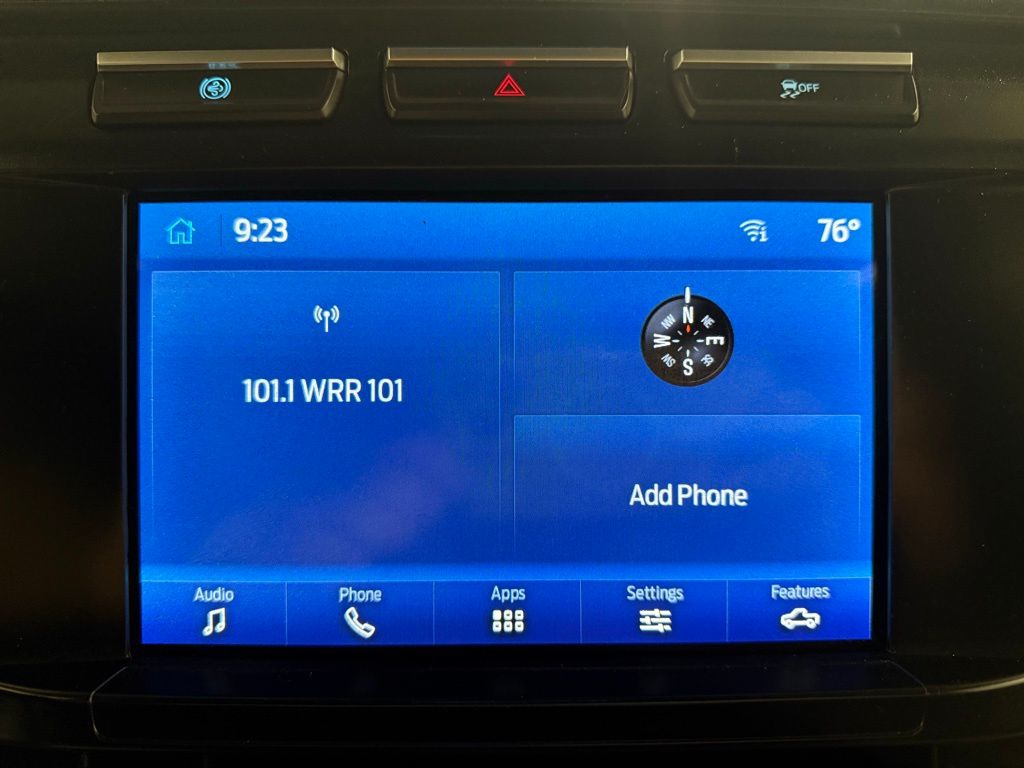 OFF
9:23
76°
101.1 WRR 101
N
NE
E
SE
S
SW
W
NW
Add Phone
Audio
Phone
Apps
Settings
Features